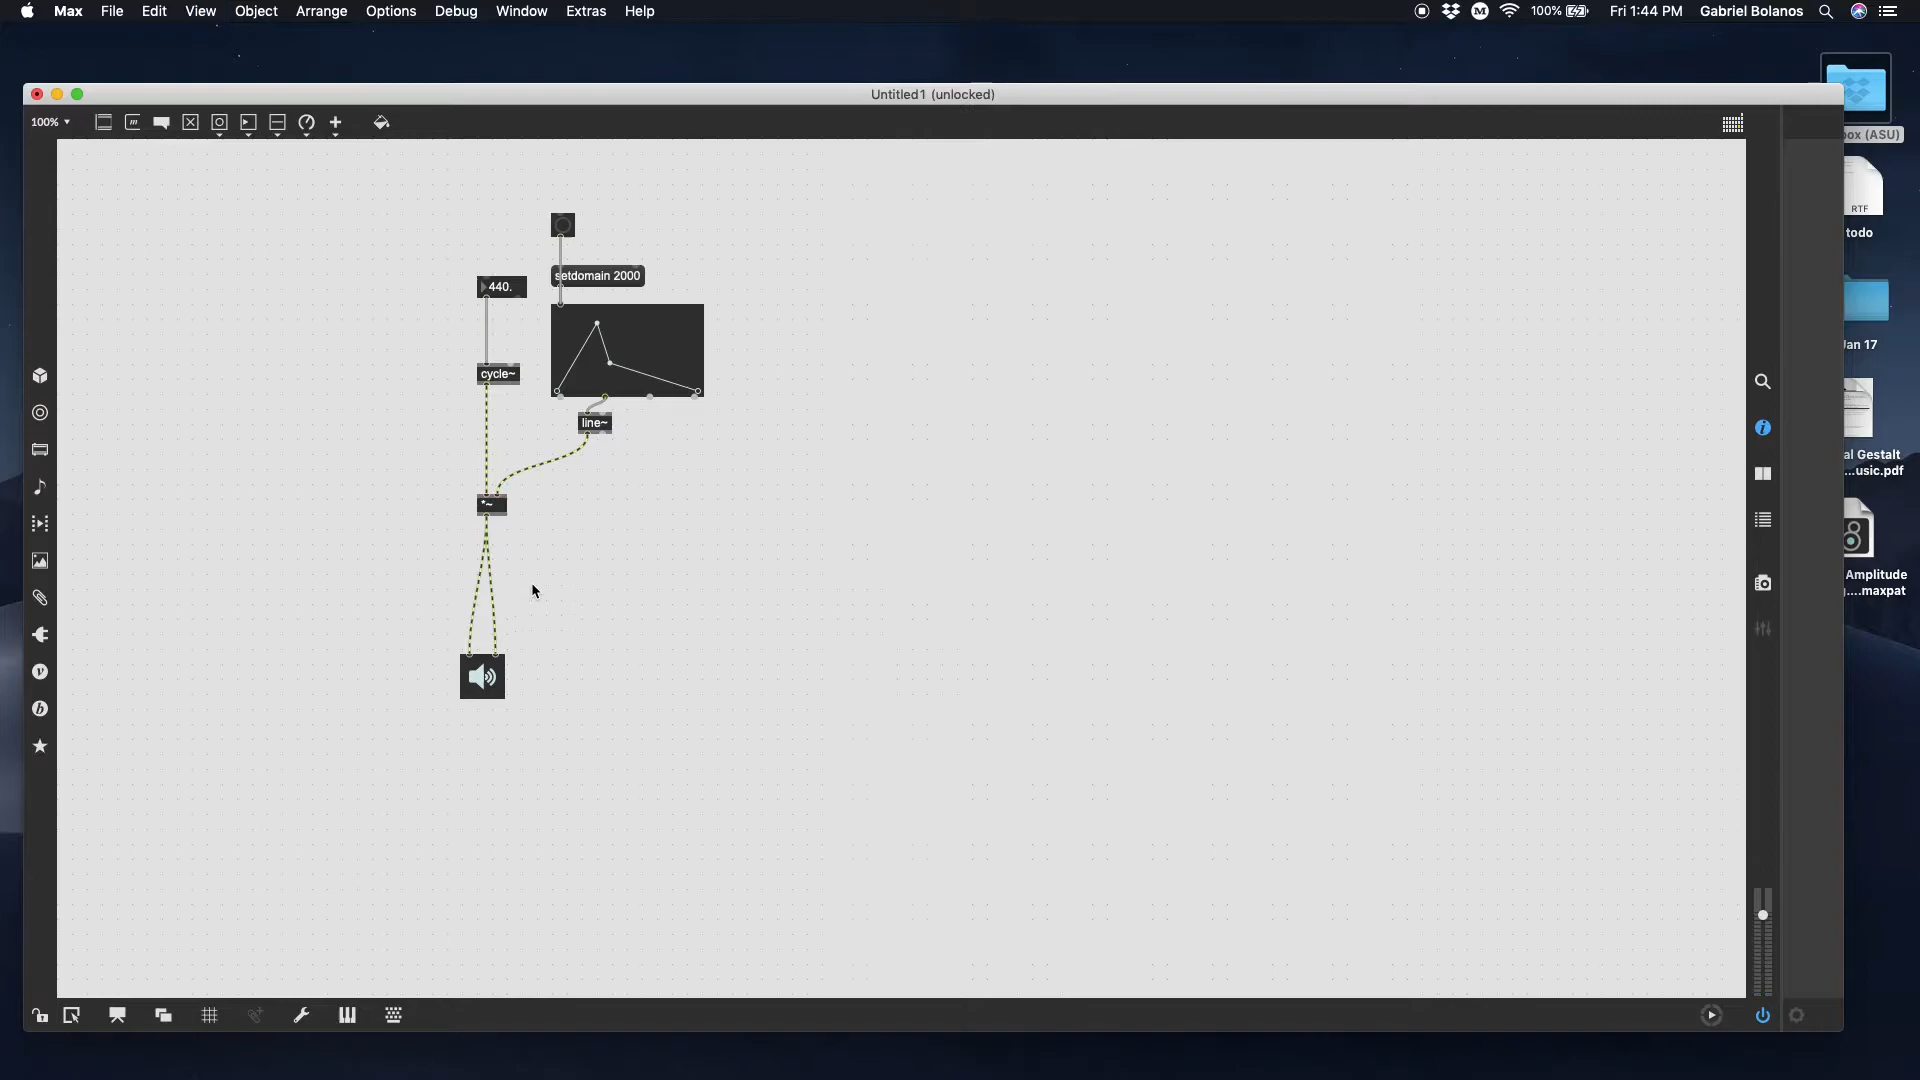 Max File Edit View Object Arrange Options Debug Window Extras Help
100% Fri 1:44 PM Gabriel Bolanos
Untitled1 (unlocked)
100%
m
ox (ASU)
RTF
todo
setdomain 2000
440.
Jan 17
cycle~
line~
al Gestalt
...usic.pdf
*~
Amplitude
....maxpat